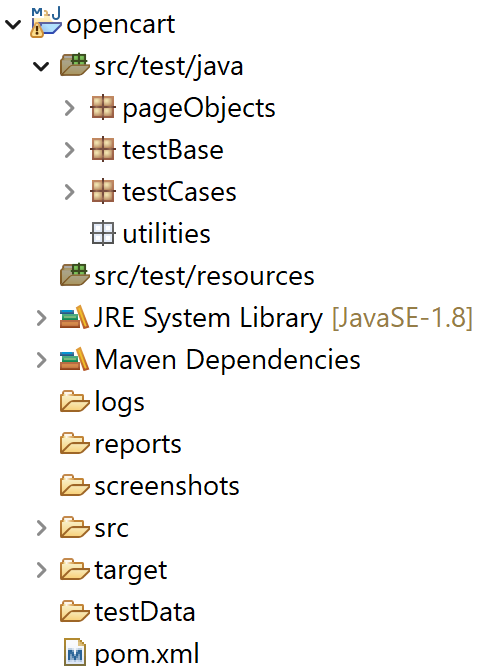 opencart
src/test/java
pageObjects
testBase
testCases
utilities
src/test/resources
JRE System Library [JavaSE-1.8]
Maven Dependencies
logs
reports
screenshots
src
target
testData
pom.xml